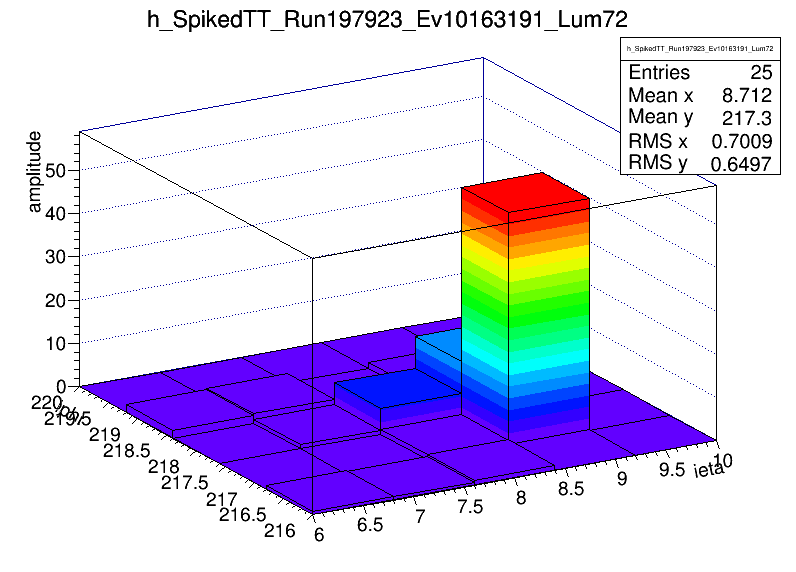 h_SpikedTT_Run197923_Ev10163191_Lum72
h_SpikedTT_Run197923_Ev10163191_Lum72
Entries 25
Mean x 8.712
Mean y 217.3
RMS x 0.7009
RMS y 0.6497
amplitude
50
40
30
20
10
0
220
219.5
219
218.5
218
217.5
217
216.5
216
6
6.5
7
7.5
8
8.5
9
9.5
10
ieta